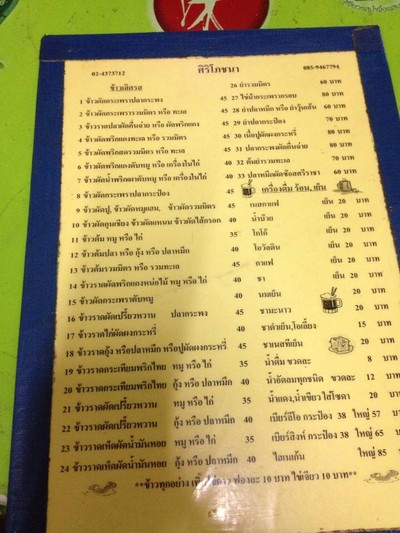 02-4373712 ศิริโภชนา 085-9467794
ข้าวเลิศรส
1 ข้าวผัดกระเพราปลากระพง 45
2 ข้าวผัดกระเพรารวมมิตร หรือ ทะเล 45
3 ข้าวราดปลาผัดคื่นฉ่าย หรือ ผัดพริกแกง 45
4 ข้าวผัดพริกแกงทะเล หรือ รวมมิตร 45
5 ข้าวผัดพริกสดรวมมิตร หรือ ทะเล 45
6 ข้าวผัดพริกแกงตับหมู หรือ เครื่องในไก่ 40
7 ข้าวผัดน้ำพริกเผาตับหมู หรือ เครื่องในไก่ 40
8 ข้าวผัดกระเพราปลากระป๋อง 45
9 ข้าวผัดปู, ข้าวผัดหมูแฮม, ข้าวผัดรวมมิตร 45
10 ข้าวผัดกุนเชียง ข้าวผัดแหนม ข้าวผัดไส้กรอก 40
11 ข้าวต้ม หมู หรือ ไก่ 35
12 ข้าวต้มปลา หรือ กุ้ง หรือ ปลาหมึก 40
13 ข้าวต้มรวมมิตร หรือ รวมทะเล 45
14 ข้าวราดผัดพริกแกงหน่อไม้ หมู หรือ ไก่ 40
15 ข้าวผัดกระเพราตับหมู 40
16 ข้าวราดผัดเปรี้ยวหวาน ปลากระพง 45
17 ข้าวราดไก่ผัดผงกระหรี่ 40
18 ข้าวราดกุ้ง หรือปลาหมึก หรือปูผัดผงกระหรี่ 45
19 ข้าวราดกระเทียมพริกไทย หมู หรือ ไก่ 35
20 ข้าวราดกระเทียมพริกไทย กุ้ง หรือ ปลาหมึก 40
21 ข้าวราดผัดเปรี้ยวหวาน หมู หรือ ไก่ 35
22 ข้าวราดผัดเปรี้ยวหวาน กุ้ง หรือ ปลาหมึก 40
23 ข้าวราดเห็ดผัดน้ำมันหอย หมู หรือ ไก่ 35
24 ข้าวราดเห็ดผัดน้ำมันหอย กุ้ง หรือ ปลาหมึก 40
26 ยำรวมมิตร 60 บาท
27 ไข่ม้ากระเพรากรอบ 80 บาท
28 ยำปลาหมึก หรือ ยำวุ้นเส้น 60 บาท
29 ยำปลากระป๋อง 70 บาท
30 เนื้อปูผัดผงกระหรี่ 80 บาท
31 ปลากระพงผัดคื่นฉ่าย 80 บาท
32 ต้มยำรวมมิตร 70 บาท
33 ปลาหมึกผัดซ๊อสศรีราชา 60 บาท
เครื่องดื่ม ร้อน, เย็น
เนสกาแฟ เย็น 20 บาท
น้ำบ๊วย เย็น 20 บาท
โกโก้ เย็น 20 บาท
โอวัลติน เย็น 20 บาท
กาแฟ เย็น 20 บาท
ชา เย็น 20 บาท
นมเย็น 20 บาท
ชามะนาว 20 บาท
ชาดำเย็น,โอเลี้ยง 15 บาท
ชานมสทีเย็น 20 บาท
น้ำดื่ม ขวดละ 8 บาท
น้ำอัดลมทุกชนิด ขวดละ 12 บาท
น้ำแดง,น้ำเขียว ใส่โซดา 20 บาท
เบียร์ลีโอ กระป๋อง 38 ใหญ่ 57 บาท
เบียร์สิงห์ กระป๋อง 38 ใหญ่ 65 บาท
ไฮเนเก้น ใหญ่ 85 บาท
**ข้าวทุกอย่าง ฟองละ 10 บาท ไข่เจียว 10 บาท**